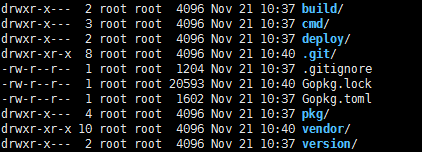 drwxr-x--- 2 root root 4096 Nov 21 10:37 build/
drwxr-x--- 3 root root 4096 Nov 21 10:37 cmd/
drwxr-x--- 2 root root 4096 Nov 21 10:37 deploy/
drwxr-xr-x 8 root root 4096 Nov 21 10:40 .git/
-rw-r--r-- 1 root root 1204 Nov 21 10:37 .gitignore
-rw-r--r-- 1 root root 20593 Nov 21 10:40 Gopkg.lock
-rw-r--r-- 1 root root 1602 Nov 21 10:37 Gopkg.toml
drwxr-x--- 4 root root 4096 Nov 21 10:37 pkg/
drwxr-xr-x 10 root root 4096 Nov 21 10:40 vendor/
drwxr-x--- 2 root root 4096 Nov 21 10:37 version/